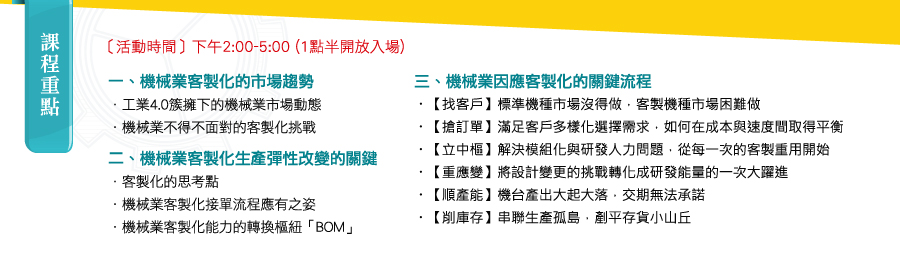 課程重點
〔活動時間〕下午2:00-5:00 (1點半開放入場)
一、機械業客製化的市場趨勢
．工業4.0簇擁下的機械業市場動態
．機械業不得不面對的客製化挑戰
二、機械業客製化生產彈性改變的關鍵
．客製化的思考點
．機械業客製化接單流程應有之姿
．機械業客製化能力的轉換樞紐「BOM」
三、機械業因應客製化的關鍵流程
．【找客戶】標準機種市場沒得做，客製機種市場困難做
．【搶訂單】滿足客戶多樣化選擇需求，如何在成本與速度間取得平衡
．【立中樞】解決模組化與研發人力問題，從每一次的客製重用開始
．【重應變】將設計變更的挑戰轉化成研發能量的一次大躍進
．【順產能】機台產出大起大落，交期無法承諾
．【削庫存】串聯生產孤島，剷平存貨小山丘